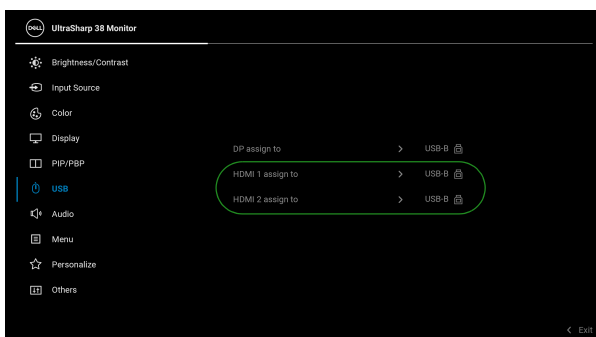 DELL UltraSharp 38 Monitor
Brightness/Contrast
Input Source
Color
Display
PIP/PBP
USB
Audio
Menu
Personalize
Others
DP assign to > USB-B
HDMI 1 assign to > USB-B
HDMI 2 assign to > USB-B
< Exit